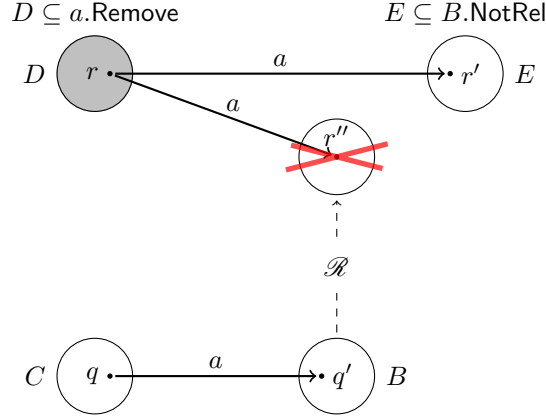 D ⊆ a.Remove E ⊆ B.NotRel
D r a r′ E
a
r″
ℛ
C q a q′ B